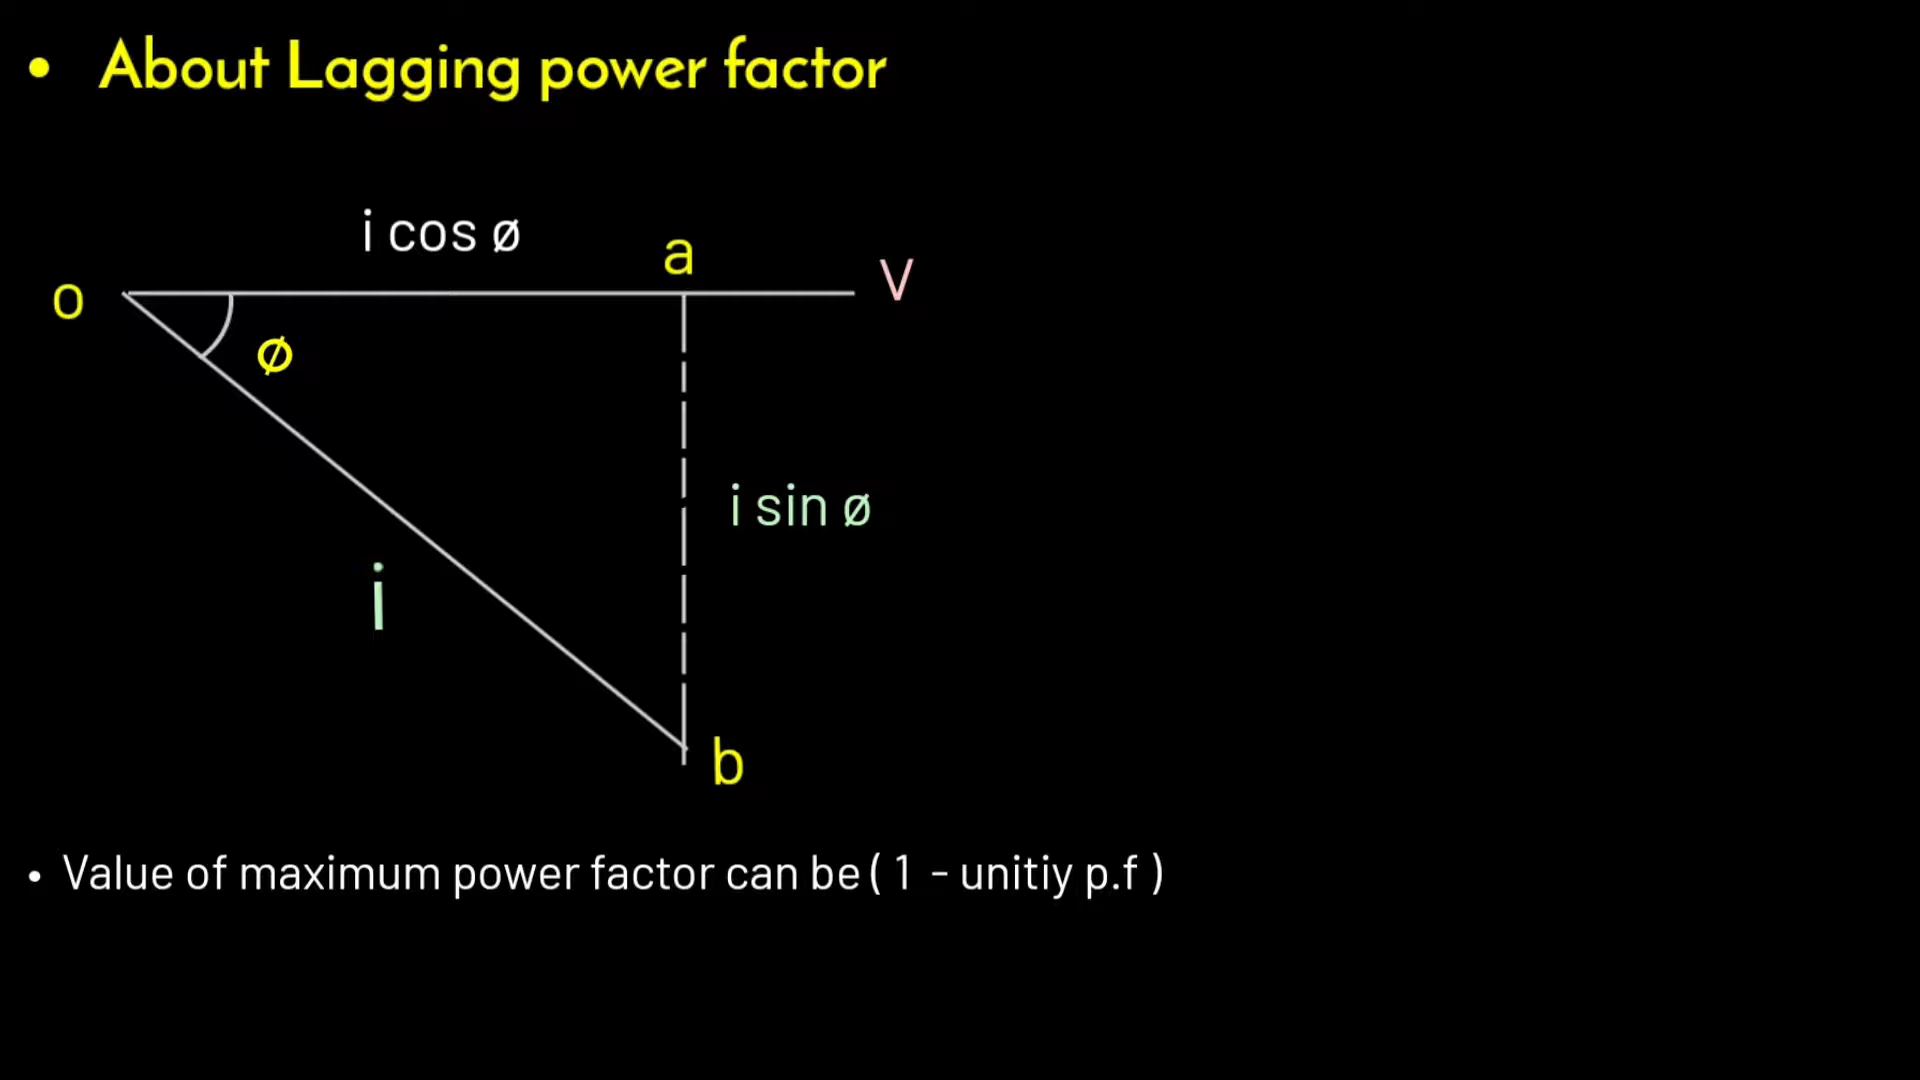 • About Lagging power factor
i cos ø
a
V
o
ø
i sin ø
i
b
• Value of maximum power factor can be ( 1 - unitiy p.f )